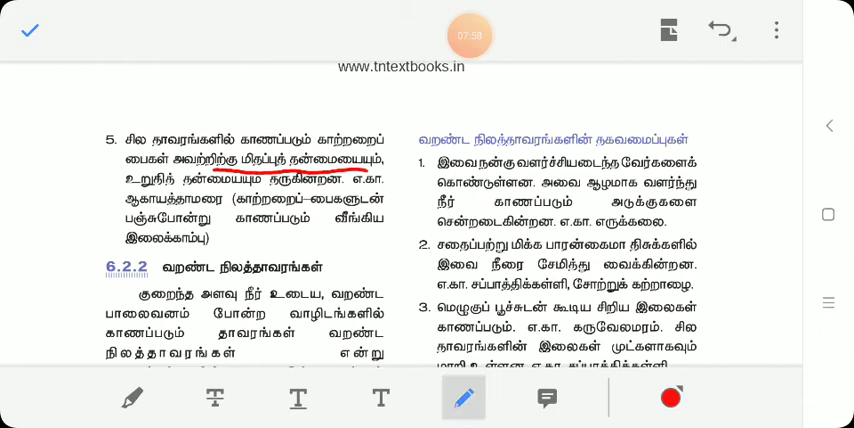 07:58
www.tntextbooks.in
5. சில தாவரங்களில் காணப்படும் காற்றறைப்
பைகள் அவற்றிற்கு மிதப்புத் தன்மையையும்,
உறுதித் தன்மையயும் தருகின்றன. எ.கா.
ஆகாயத்தாமரை (காற்றறைப்–பைகளுடன்
பஞ்சுபோன்று காணப்படும் வீங்கிய
இலைக்காம்பு)
6.2.2 வறண்ட நிலத்தாவரங்கள்
குறைந்த அளவு நீர் உடைய, வறண்ட
பாலைவனம் போன்ற வாழிடங்களில்
காணப்படும் தாவரங்கள் வறண்ட
நிலத்தாவரங்கள் என்று
வறண்ட நிலத்தாவரங்களின் தகவமைப்புகள்
1. இவை நன்கு வளர்ச்சியடைந்த வேர்களைக்
கொண்டுள்ளன. அவை ஆழமாக வளர்ந்து
நீர் காணப்படும் அடுக்குகளை
சென்றடைகின்றன. எ.கா. எருக்கலை.
2. சதைப்பற்று மிக்க பாரன்கைமா திசுக்களில்
இவை நீரை சேமித்து வைக்கின்றன.
எ.கா. சப்பாத்திக்கள்ளி, சோற்றுக் கற்றாழை.
3. மெழுகுப் பூச்சுடன் கூடிய சிறிய இலைகள்
காணப்படும். எ.கா. கருவேலமரம். சில
தாவரங்களின் இலைகள் முட்களாகவும்
மாறி உள்ளன. எ.கா. சப்பாத்திக்கள்ளி.